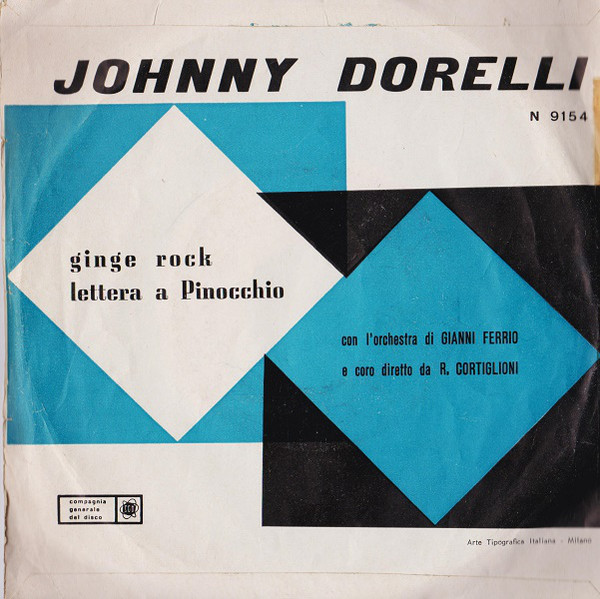 JOHNNY DORELLI
N 9154
ginge rock
lettera a Pinocchio
con l'orchestra di GIANNI FERRIO
e coro diretto da R. CORTIGLIONI
compagnia
generale
del disco
Arte Tipografica Italiana - Milano